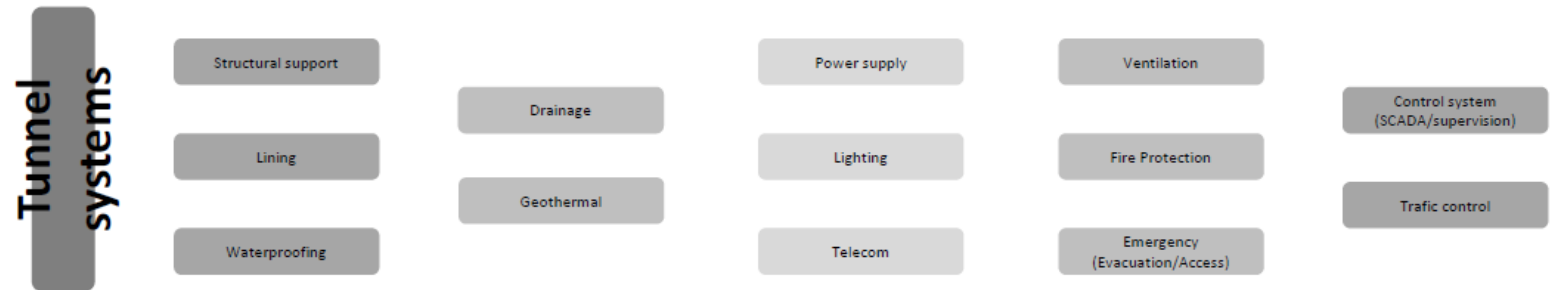 Tunnel
systems
Structural support
Lining
Waterproofing
Drainage
Geothermal
Power supply
Lighting
Telecom
Ventilation
Fire Protection
Emergency
(Evacuation/Access)
Control system
(SCADA/supervision)
Trafic control